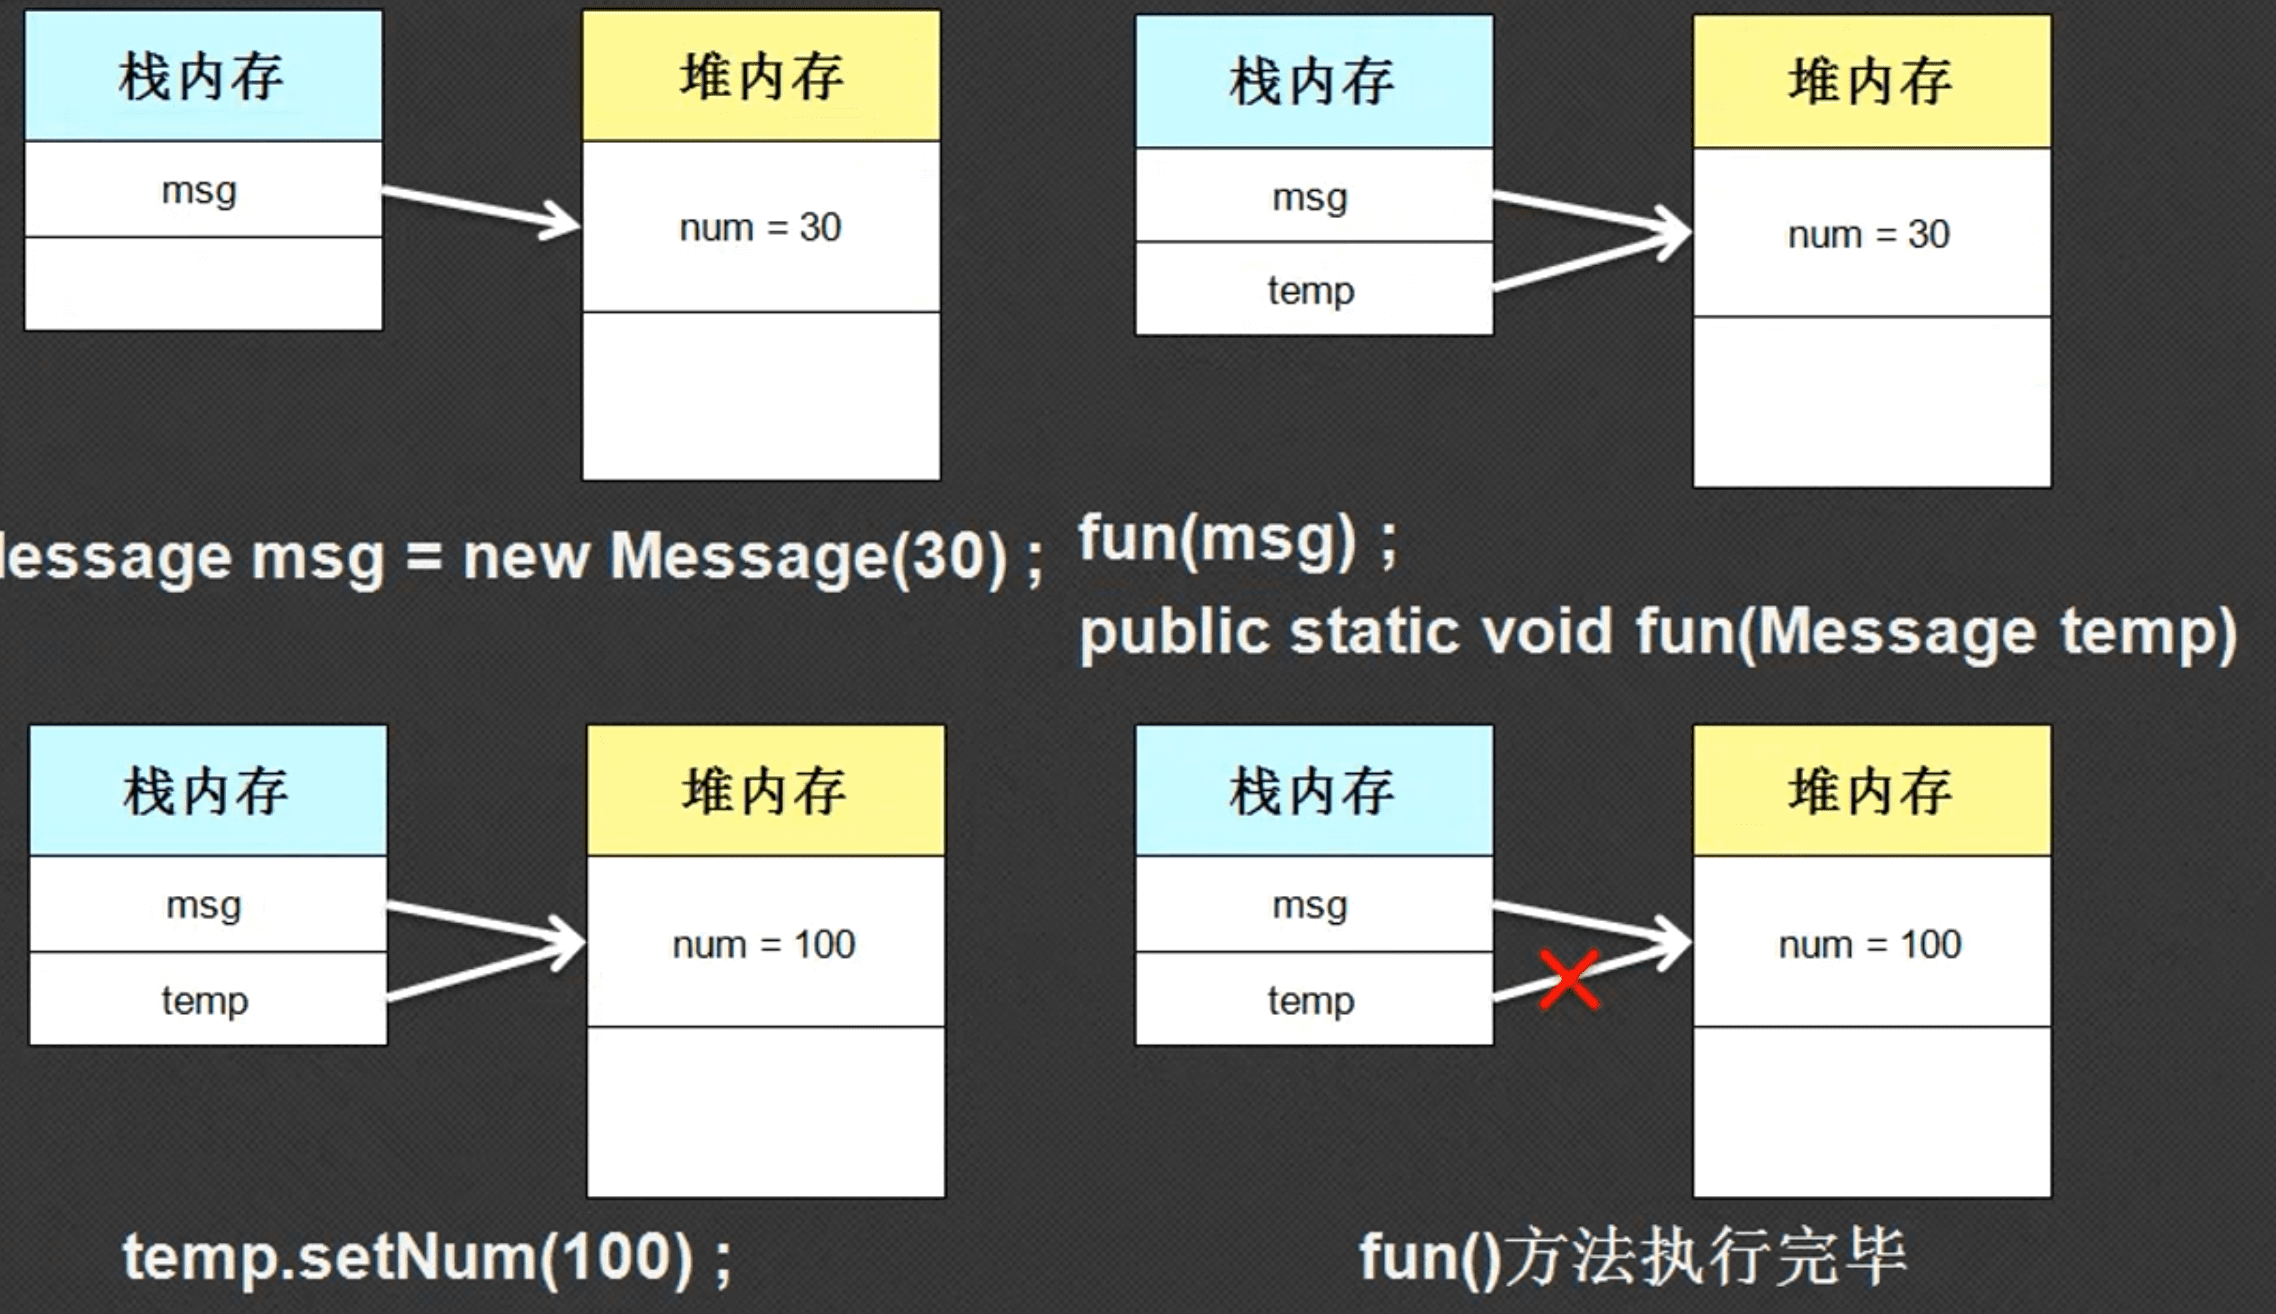 栈内存
堆内存
msg
num = 30
essage msg = new Message(30) ;
栈内存
堆内存
msg
temp
num = 30
fun(msg) ;
public static void fun(Message temp)
栈内存
堆内存
msg
temp
num = 100
temp.setNum(100) ;
栈内存
堆内存
msg
temp
num = 100
fun()方法执行完毕